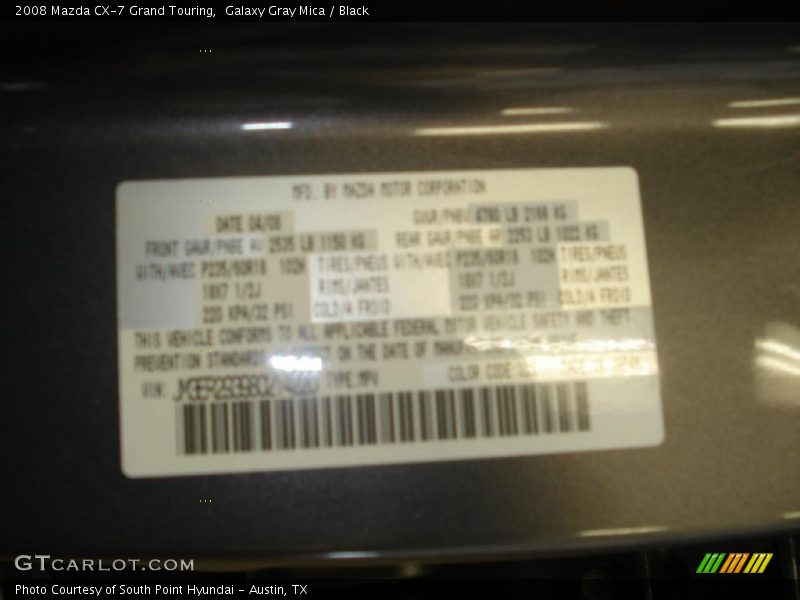 2008 Mazda CX-7 Grand Touring,  Galaxy Gray Mica / Black
MFD. BY MAZDA MOTOR CORPORATION
DATE 04/08 GVWR/PNBV 4780 LB 2168 KG
FRONT GAWR/PNBE AV 2535 LB 1150 KG REAR GAWR/PNBE AR 2253 LB 1022 KG
WITH/AVEC P235/60R18 102H TIRES/PNEUS WITH/AVEC P235/60R18 102H TIRES/PNEUS
18X7 1/2J RIMS/JANTES 18X7 1/2J RIMS/JANTES
220 KPA/32 PSI COLD/A FROID 220 KPA/32 PSI COLD/A FROID
THIS VEHICLE CONFORMS TO ALL APPLICABLE FEDERAL MOTOR VEHICLE SAFETY AND THEFT
PREVENTION STANDARDS ON THE DATE OF
VIN: TYPE:MPV COLOR CODE:
GTCARLOT.COM
Photo Courtesy of South Point Hyundai - Austin, TX